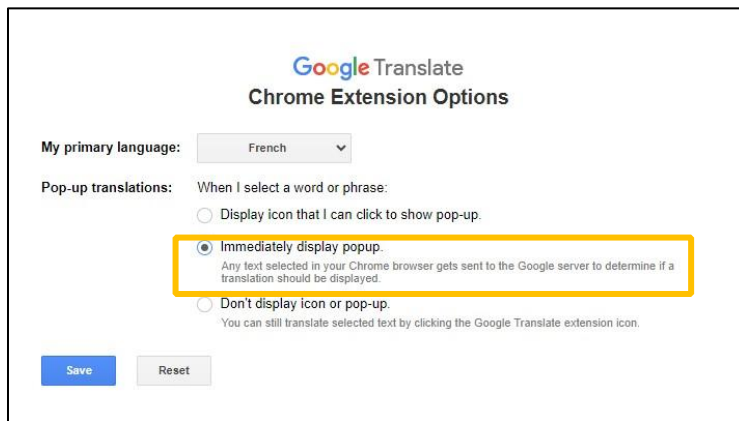 Google Translate
Chrome Extension Options
My primary language: French
Pop-up translations: When I select a word or phrase:
Display icon that I can click to show pop-up.
Immediately display popup.
Any text selected in your Chrome browser gets sent to the Google server to determine if a
translation should be displayed.
Don't display icon or pop-up.
You can still translate selected text by clicking the Google Translate extension icon.
Save Reset